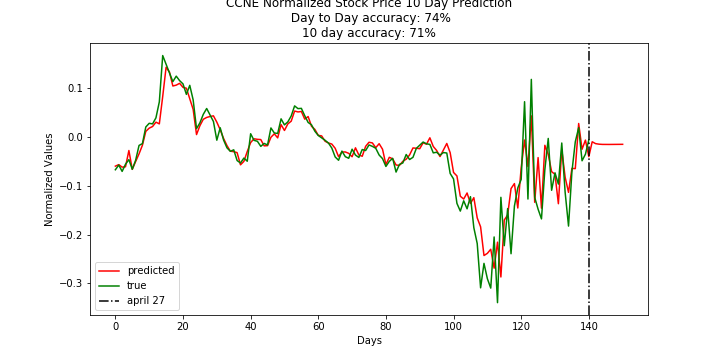 CCNE Normalized Stock Price 10 Day Prediction
Day to Day accuracy: 74%
10 day accuracy: 71%
Normalized Values
0.1
0.0
−0.1
−0.2
−0.3
predicted
true
april 27
0
20
40
60
80
100
120
140
Days